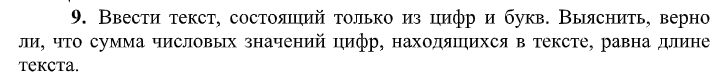 9. Ввести текст, состоящий только из цифр и букв. Выяснить, верно
ли, что сумма числовых значений цифр, находящихся в тексте, равна длине
текста.